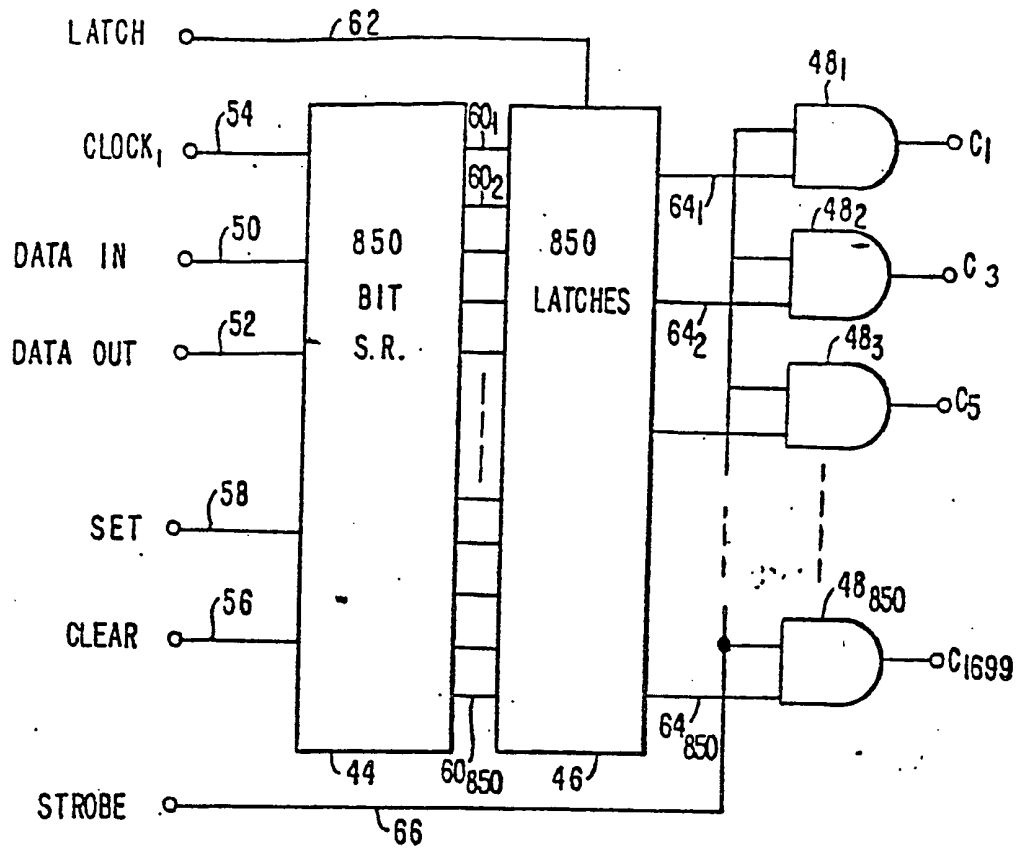 LATCH 62
48₁
54 60₁
CLOCK₁ C₁
60₂
64₁
50 850 850 48₂
DATA IN BIT LATCHES C₃
52 S.R. 64₂
DATA OUT 48₃
C₅
58
SET
56 48₈₅₀
CLEAR C₁₆₉₉
64₈₅₀
44 60₈₅₀ 46
STROBE
66